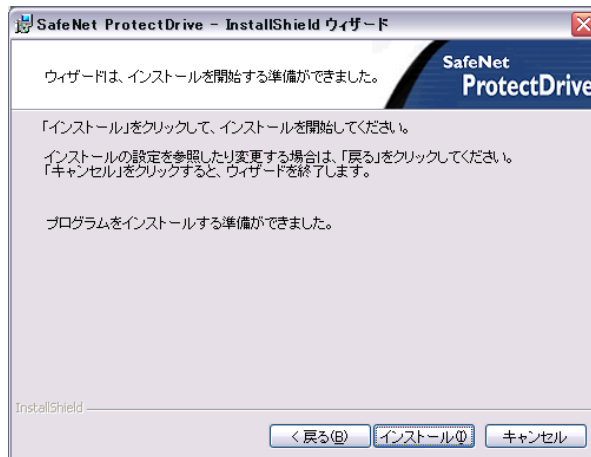 SafeNet ProtectDrive - InstallShield ウィザード
ウィザードは、インストールを開始する準備ができました。
SafeNet
ProtectDrive
「インストール」をクリックして、インストールを開始してください。
インストールの設定を参照したり変更する場合は、「戻る」をクリックしてください。
「キャンセル」をクリックすると、ウィザードを終了します。
プログラムをインストールする準備ができました。
InstallShield
< 戻る(B) インストール(I) キャンセル